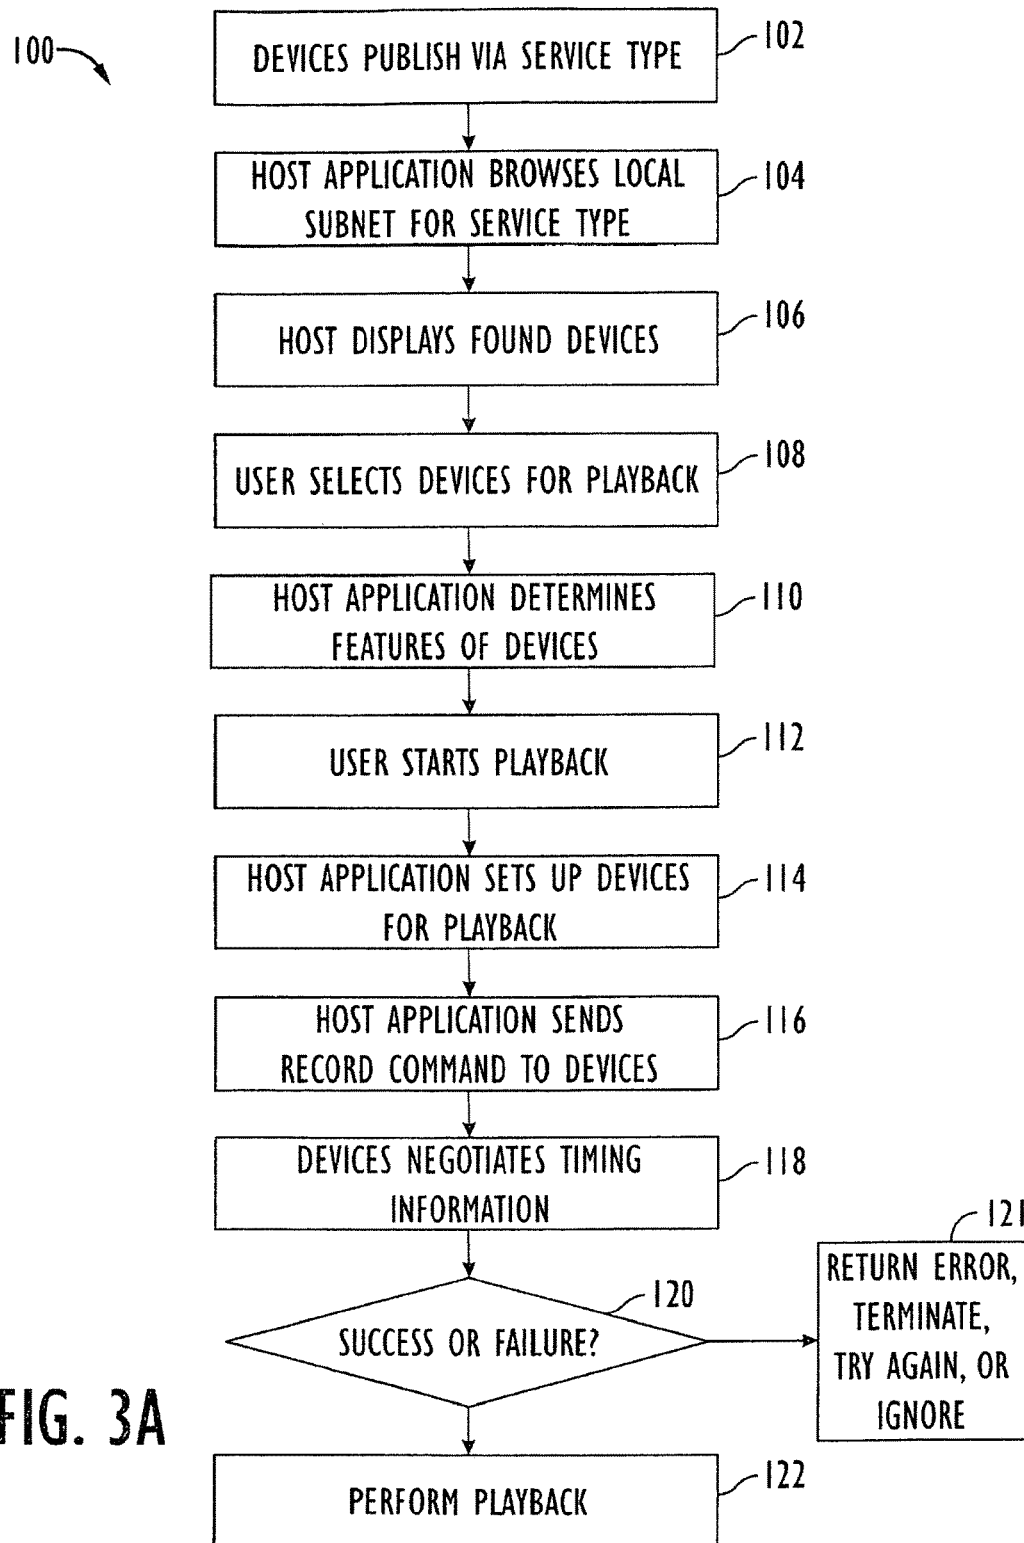 100
DEVICES PUBLISH VIA SERVICE TYPE
102
HOST APPLICATION BROWSES LOCAL
SUBNET FOR SERVICE TYPE
104
HOST DISPLAYS FOUND DEVICES
106
USER SELECTS DEVICES FOR PLAYBACK
108
HOST APPLICATION DETERMINES
FEATURES OF DEVICES
110
USER STARTS PLAYBACK
112
HOST APPLICATION SETS UP DEVICES
FOR PLAYBACK
114
HOST APPLICATION SENDS
RECORD COMMAND TO DEVICES
116
DEVICES NEGOTIATES TIMING
INFORMATION
118
SUCCESS OR FAILURE?
120
121
RETURN ERROR,
TERMINATE,
TRY AGAIN, OR
IGNORE
PERFORM PLAYBACK
122
FIG. 3A